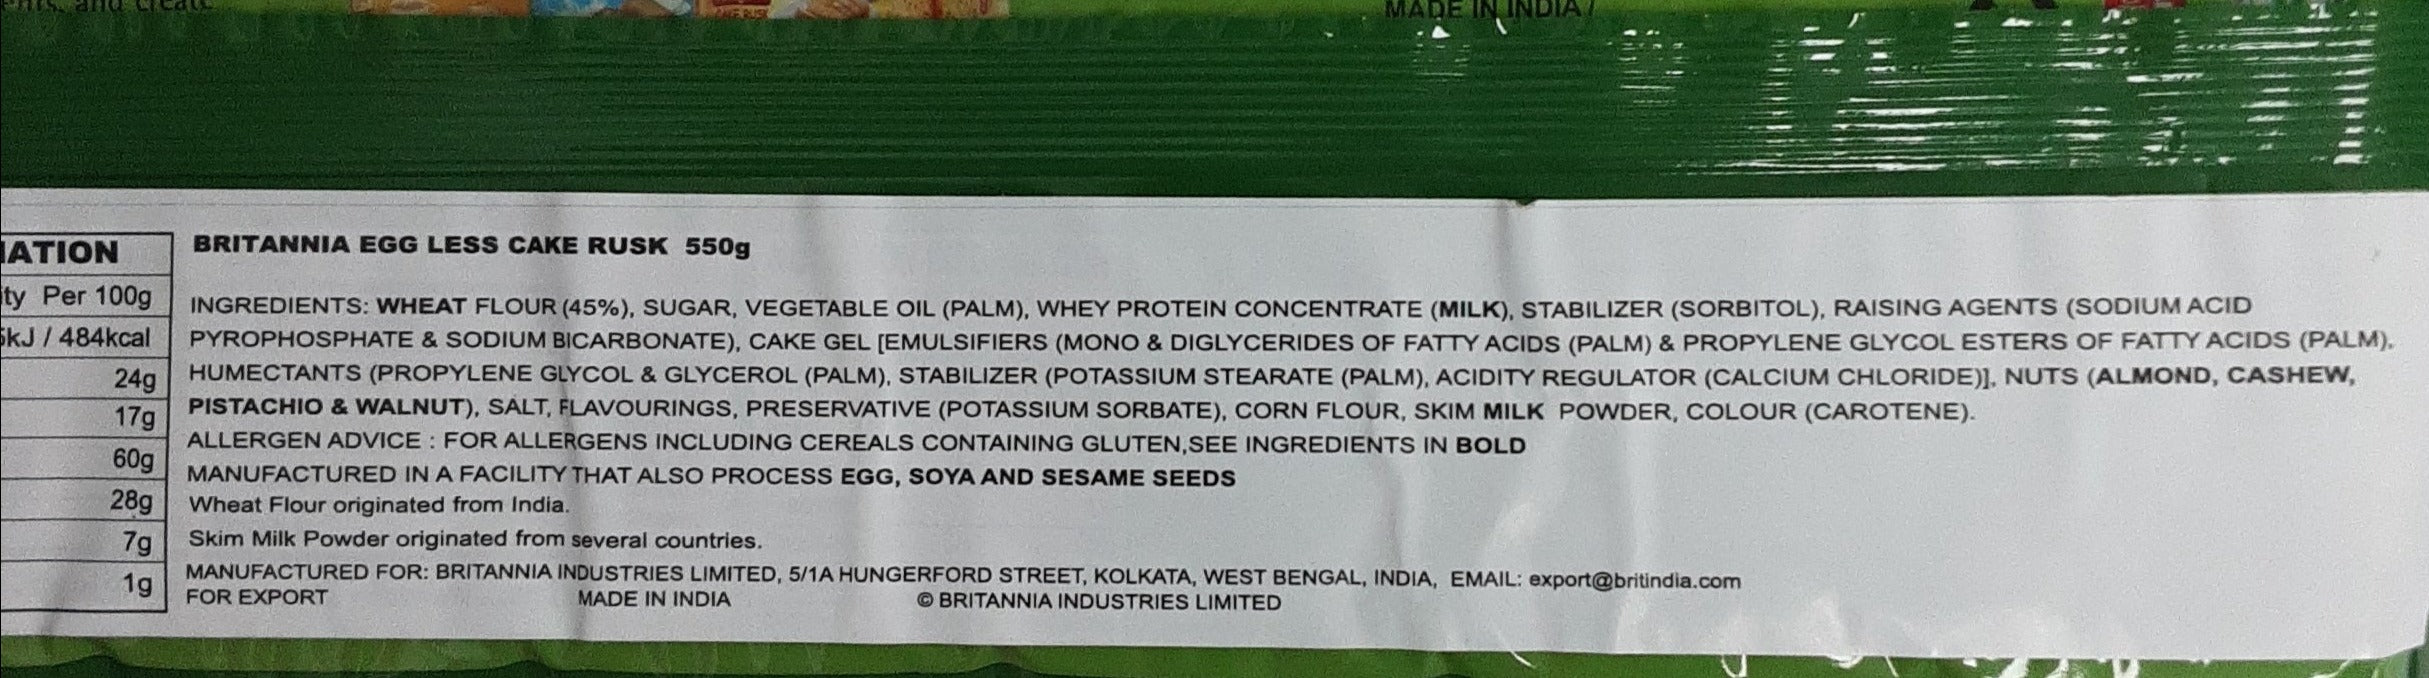 MADE IN INDIA /
IATION
BRITANNIA EGG LESS CAKE RUSK 550g
ity Per 100g
INGREDIENTS: WHEAT FLOUR (45%), SUGAR, VEGETABLE OIL (PALM), WHEY PROTEIN CONCENTRATE (MILK), STABILIZER (SORBITOL), RAISING AGENTS (SODIUM ACID
5kJ / 484kcal
PYROPHOSPHATE & SODIUM BICARBONATE), CAKE GEL [EMULSIFIERS (MONO & DIGLYCERIDES OF FATTY ACIDS (PALM) & PROPYLENE GLYCOL ESTERS OF FATTY ACIDS (PALM),
24g
HUMECTANTS (PROPYLENE GLYCOL & GLYCEROL (PALM), STABILIZER (POTASSIUM STEARATE (PALM), ACIDITY REGULATOR (CALCIUM CHLORIDE)], NUTS (ALMOND, CASHEW,
17g
PISTACHIO & WALNUT), SALT, FLAVOURINGS, PRESERVATIVE (POTASSIUM SORBATE), CORN FLOUR, SKIM MILK POWDER, COLOUR (CAROTENE).
ALLERGEN ADVICE : FOR ALLERGENS INCLUDING CEREALS CONTAINING GLUTEN,SEE INGREDIENTS IN BOLD
60g
MANUFACTURED IN A FACILITY THAT ALSO PROCESS EGG, SOYA AND SESAME SEEDS
28g
Wheat Flour originated from India.
7g
Skim Milk Powder originated from several countries.
1g
MANUFACTURED FOR: BRITANNIA INDUSTRIES LIMITED, 5/1A HUNGERFORD STREET, KOLKATA, WEST BENGAL, INDIA, EMAIL: export@britindia.com
FOR EXPORT MADE IN INDIA © BRITANNIA INDUSTRIES LIMITED